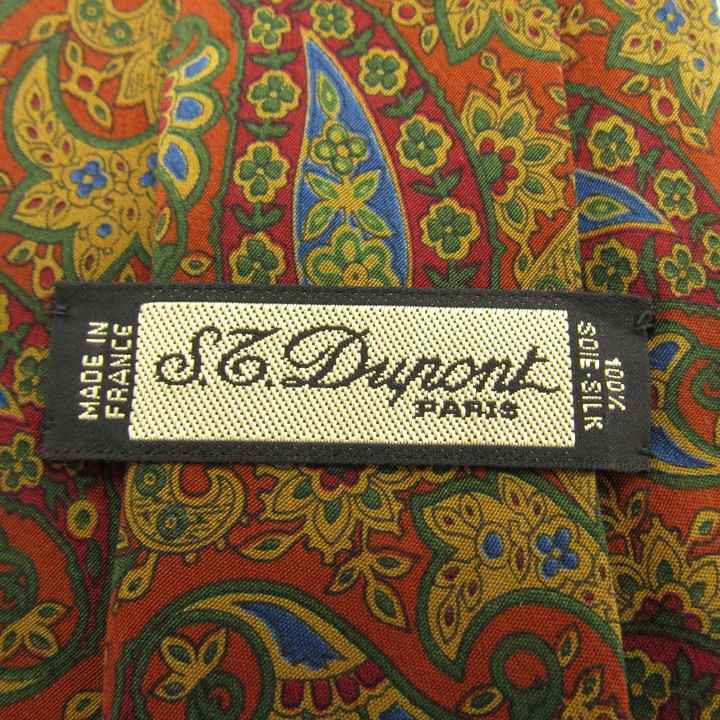 MADE IN
FRANCE
S.T. Dupont
PARIS
100%
SOIE-SILK